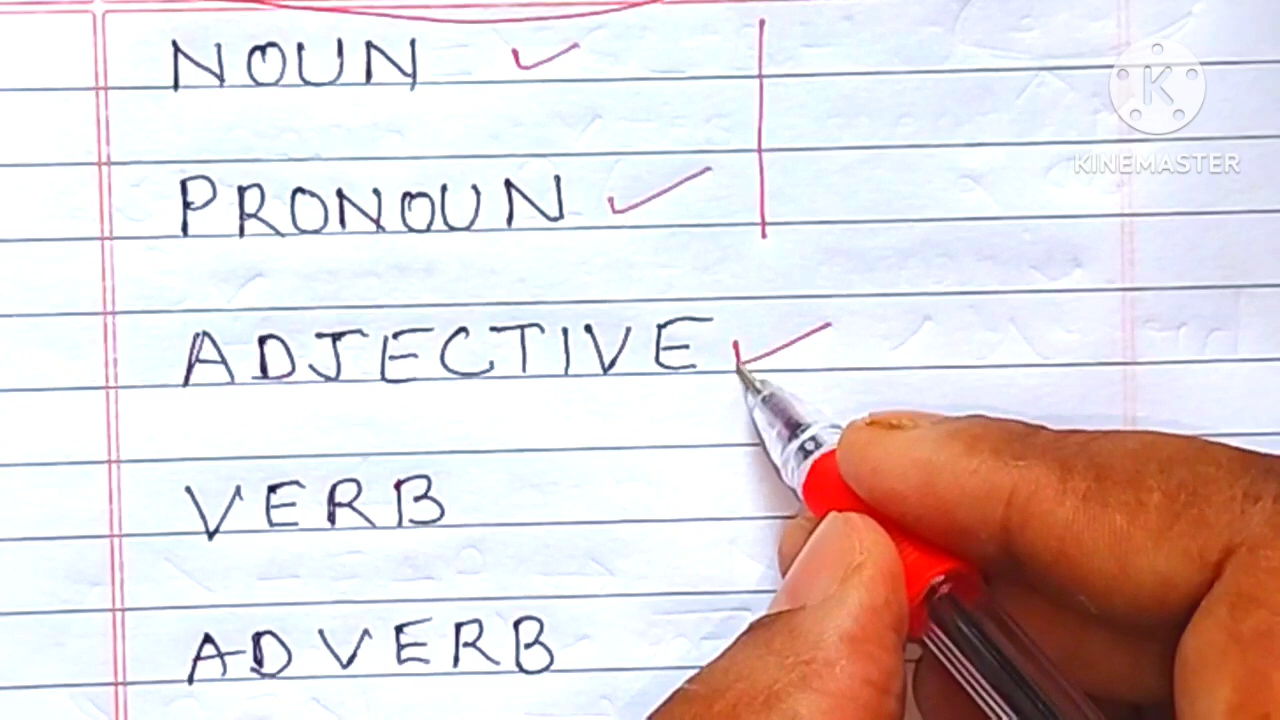 NOUN
K
KINEMASTER
PRONOUN
ADJECTIVE
VERB
ADVERB